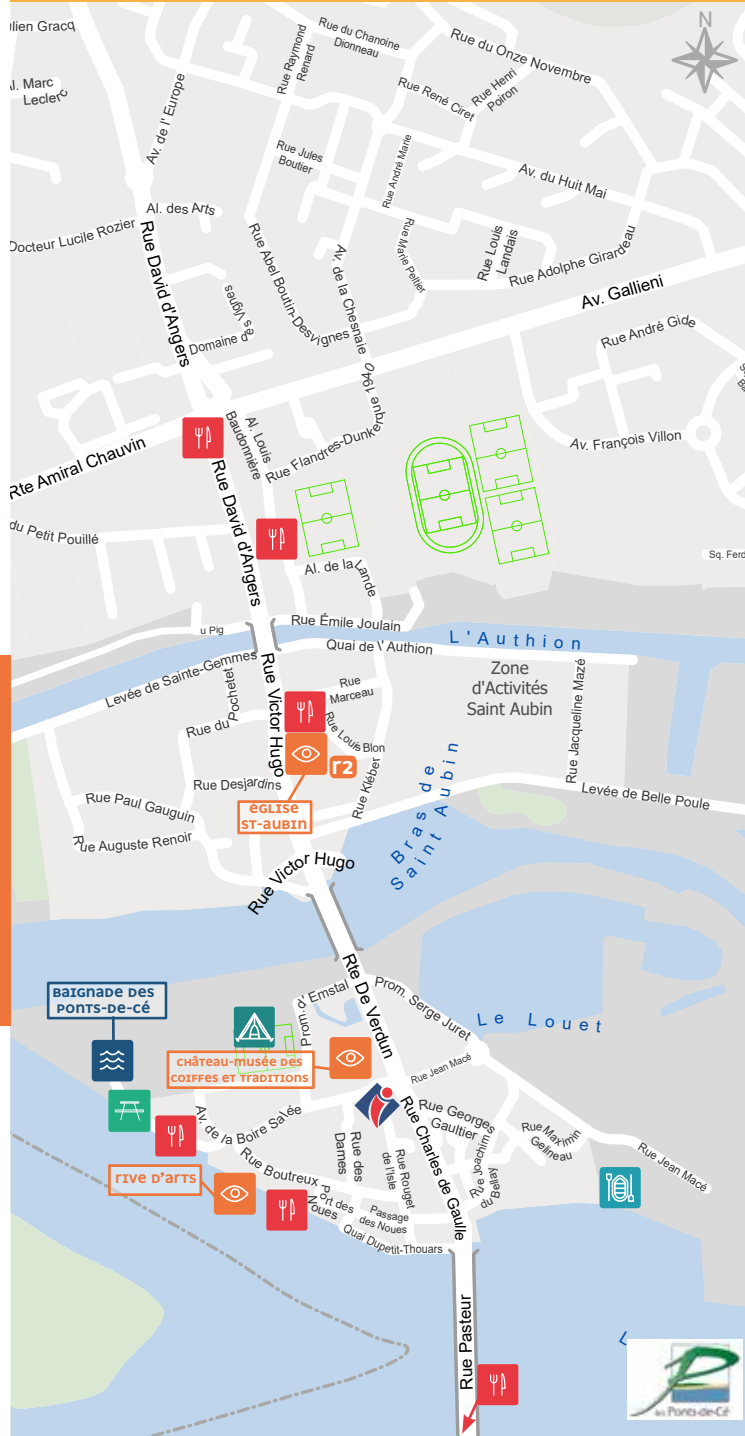 N
Rue du Chanoine
Dionneau
Rue Raymond
Renard
Rue du Onze Novembre
Rue René Ciret
Rue Henri
Poiron
ulien Gracq
l. Marc
Leclerc
Av. de l' Europe
Rue Jules
Boutier
Rue André Marie
Av. du Huit Mai
Al. des Arts
Docteur Lucile Rozier
Rue David d'Angers
Rue Abel Boutin-Desvignes
Av. de la Chesnaie
Rue Marie Peltier
Rue Louis
Landais
Rue Adolphe Girardeau
Av. Gallieni
Domaine d
es Vignes
Rue André Gide
Al. Louis
Baudonnière
Rue Flandres-Dunkerque 1940
Av. François Villon
Rte Amiral Chauvin
Rue David d'Angers
du Petit Pouillé
Sq. Ferd
Al. de la Lande
u Pig
Rue Émile Joulain
L'Authion
Quai de l' Authion
Levée de Sainte-Gemmes
Zone
d'Activités
Saint Aubin
Rue Jacqueline Mazé
Rue du Pochetet
Rue Victor Hugo
Rue
Marceau
Rue Louis Blon
r2
Rue Desjardins
Rue Kléber
église
st-aubin
Rue Paul Gauguin
Rue Auguste Renoir
Bras de
Saint Aubin
Levée de Belle Poule
Rue Victor Hugo
Rte De Verdun
baignade des
ponts-de-cé
Prom. d' Emstal
Prom. Serge Juret
Le Louet
château-musée des
coiffes et traditions
Rue Jean Macé
Av. de la Boire Salée
Rue Charles de Gaulle
Rue Georges
Gaultier
Rue Maximin
Gelineau
Rue Jean Macé
Rue Joachim
du Bellay
Rue Boutreux
Rue des
Dames
Rue Rouget
de l'Isle
rive d'arts
Port des
Noues
Passage
des Noues
Quai Dupetit-Thouars
Rue Pasteur
L
les Ponts-de-Cé